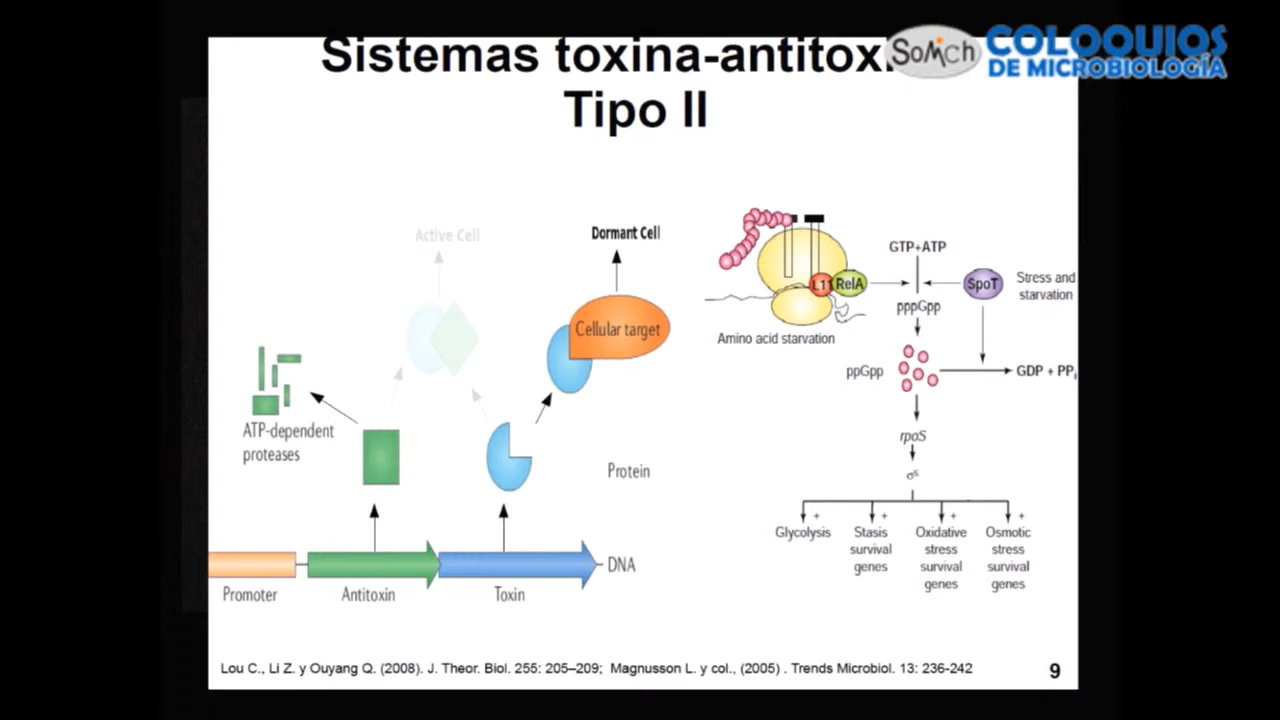 Sistemas toxina-antitoxi
Tipo II
SoMich
COLOQUIOS
DE MICROBIOLOGÍA
Active Cell
Dormant Cell
Cellular target
ATP-dependent
proteases
Protein
DNA
Promoter
Antitoxin
Toxin
L11
RelA
Amino acid starvation
GTP+ATP
SpoT
Stress and
starvation
pppGpp
ppGpp
GDP + PPi
rpoS
σs
+ + + +
Glycolysis
Stasis
survival
genes
Oxidative
stress
survival
genes
Osmotic
stress
survival
genes
Lou C., Li Z. y Ouyang Q. (2008). J. Theor. Biol. 255: 205–209; Magnusson L. y col., (2005) . Trends Microbiol. 13: 236-242
9